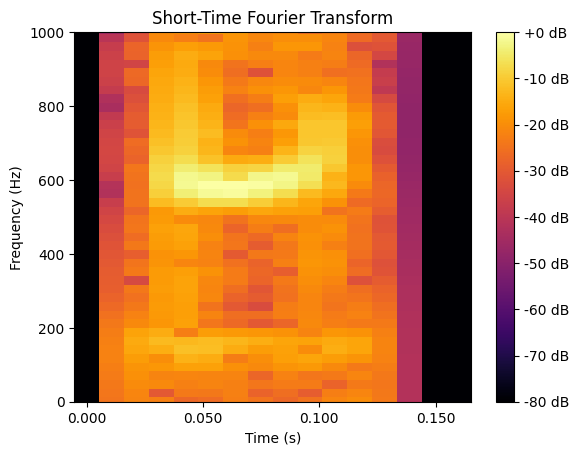 Short-Time Fourier Transform
1000
800
600
400
200
0
Frequency (Hz)
0.000
0.050
0.100
0.150
Time (s)
+0 dB
-10 dB
-20 dB
-30 dB
-40 dB
-50 dB
-60 dB
-70 dB
-80 dB